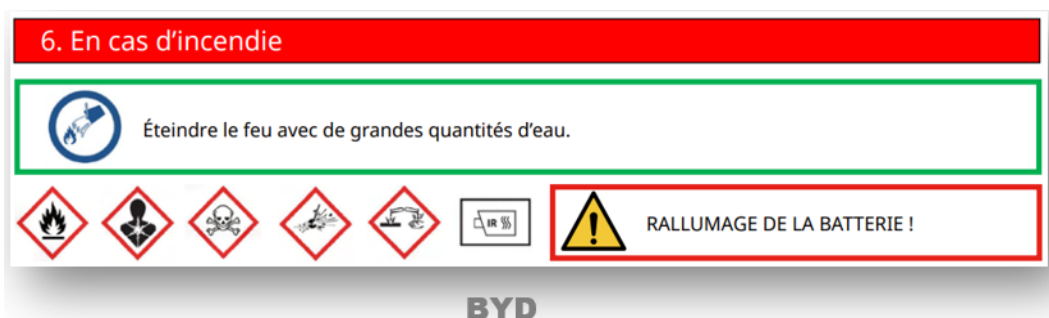 6. En cas d’incendie
Éteindre le feu avec de grandes quantités d’eau.
IR
RALLUMAGE DE LA BATTERIE !
BYD